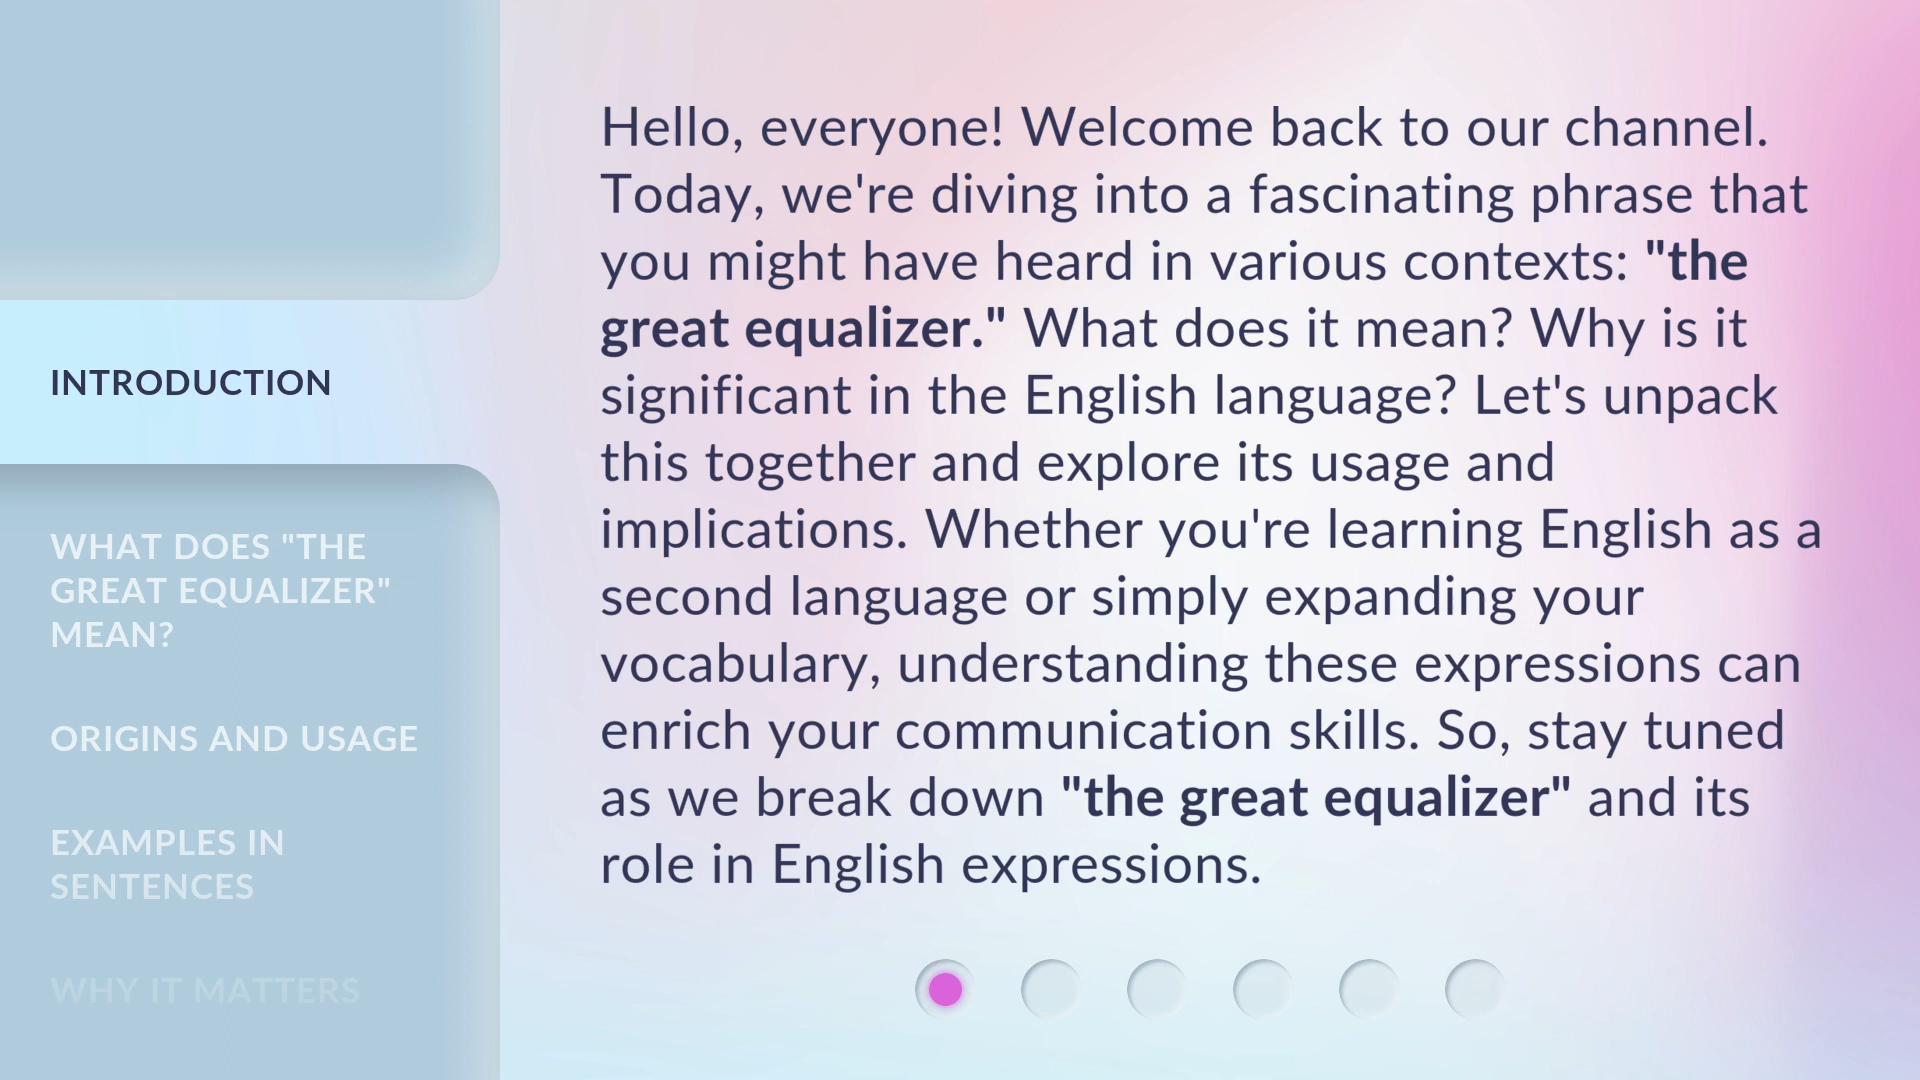 INTRODUCTION
WHAT DOES "THE
GREAT EQUALIZER"
MEAN?
ORIGINS AND USAGE
EXAMPLES IN
SENTENCES
WHY IT MATTERS
Hello, everyone! Welcome back to our channel.
Today, we're diving into a fascinating phrase that
you might have heard in various contexts: "the
great equalizer." What does it mean? Why is it
significant in the English language? Let's unpack
this together and explore its usage and
implications. Whether you're learning English as a
second language or simply expanding your
vocabulary, understanding these expressions can
enrich your communication skills. So, stay tuned
as we break down "the great equalizer" and its
role in English expressions.